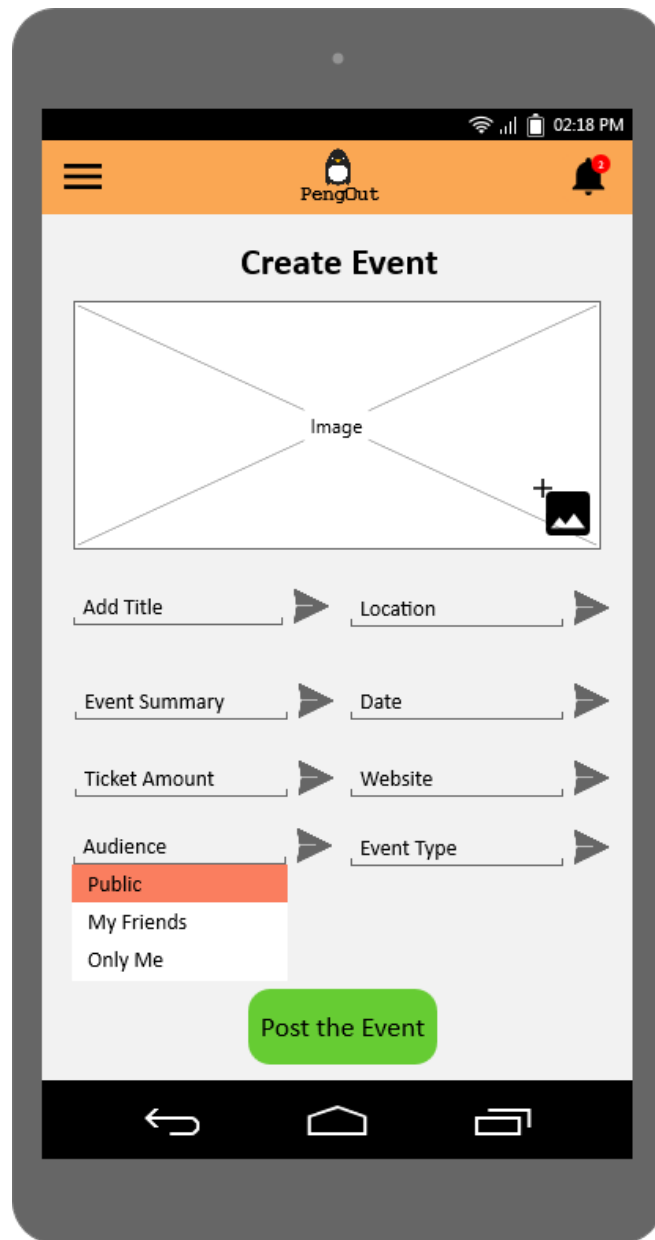 02:18 PM
PengOut
2
Create Event
Image
Add Title
Location
Event Summary
Date
Ticket Amount
Website
Audience
Event Type
Public
My Friends
Only Me
Post the Event